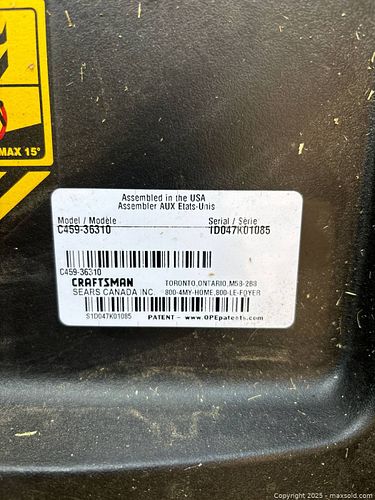 MAX 15°
Assembled in the USA
Assembler AUX Etats-Unis
Model / Modèle Serial / Série
C459-36310 1D047K01085
C459-36310
CRAFTSMAN TORONTO,ONTARIO,M5B-2B8
SEARS CANADA INC. 800-4MY-HOME,800-LE-FOYER
S1D047K01085 PATENT - www.OPEpatents.com
Copyright © 2025 - maxsold.com